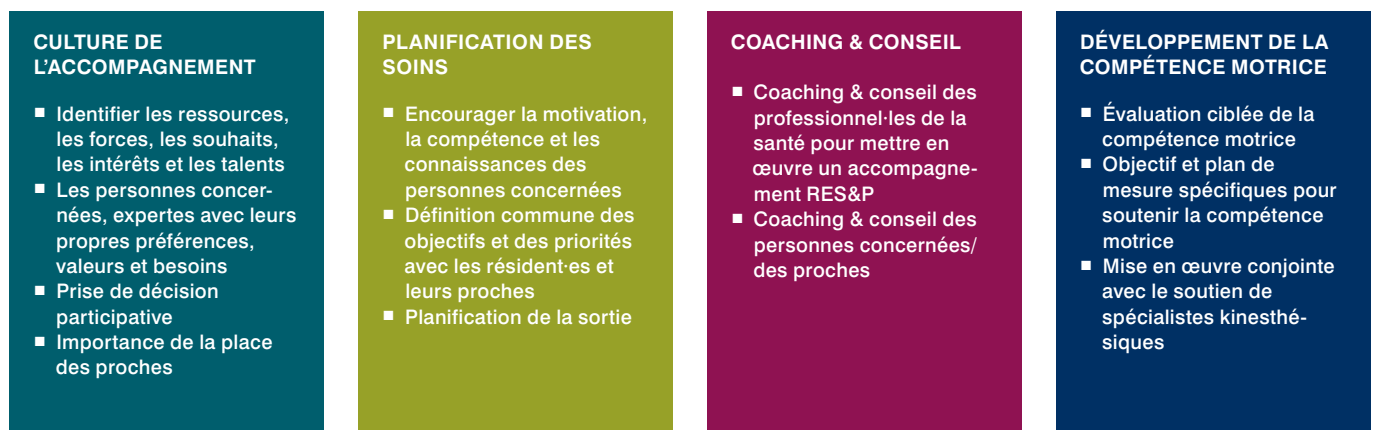 CULTURE DE
L'ACCOMPAGNEMENT
■ Identifier les ressources,
les forces, les souhaits,
les intérêts et les talents
■ Les personnes concer-
nées, expertes avec leurs
propres préférences,
valeurs et besoins
■ Prise de décision
participative
■ Importance de la place
des proches
PLANIFICATION DES
SOINS
■ Encourager la motivation,
la compétence et les
connaissances des
personnes concernées
■ Définition commune des
objectifs et des priorités
avec les résident·es et
leurs proches
■ Planification de la sortie
COACHING & CONSEIL
■ Coaching & conseil des
professionnel·les de la
santé pour mettre en
œuvre un accompagne-
ment RES&P
■ Coaching & conseil des
personnes concernées/
des proches
DÉVELOPPEMENT DE LA
COMPÉTENCE MOTRICE
■ Évaluation ciblée de la
compétence motrice
■ Objectif et plan de
mesure spécifiques pour
soutenir la compétence
motrice
■ Mise en œuvre conjointe
avec le soutien de
spécialistes kinesthé-
siques